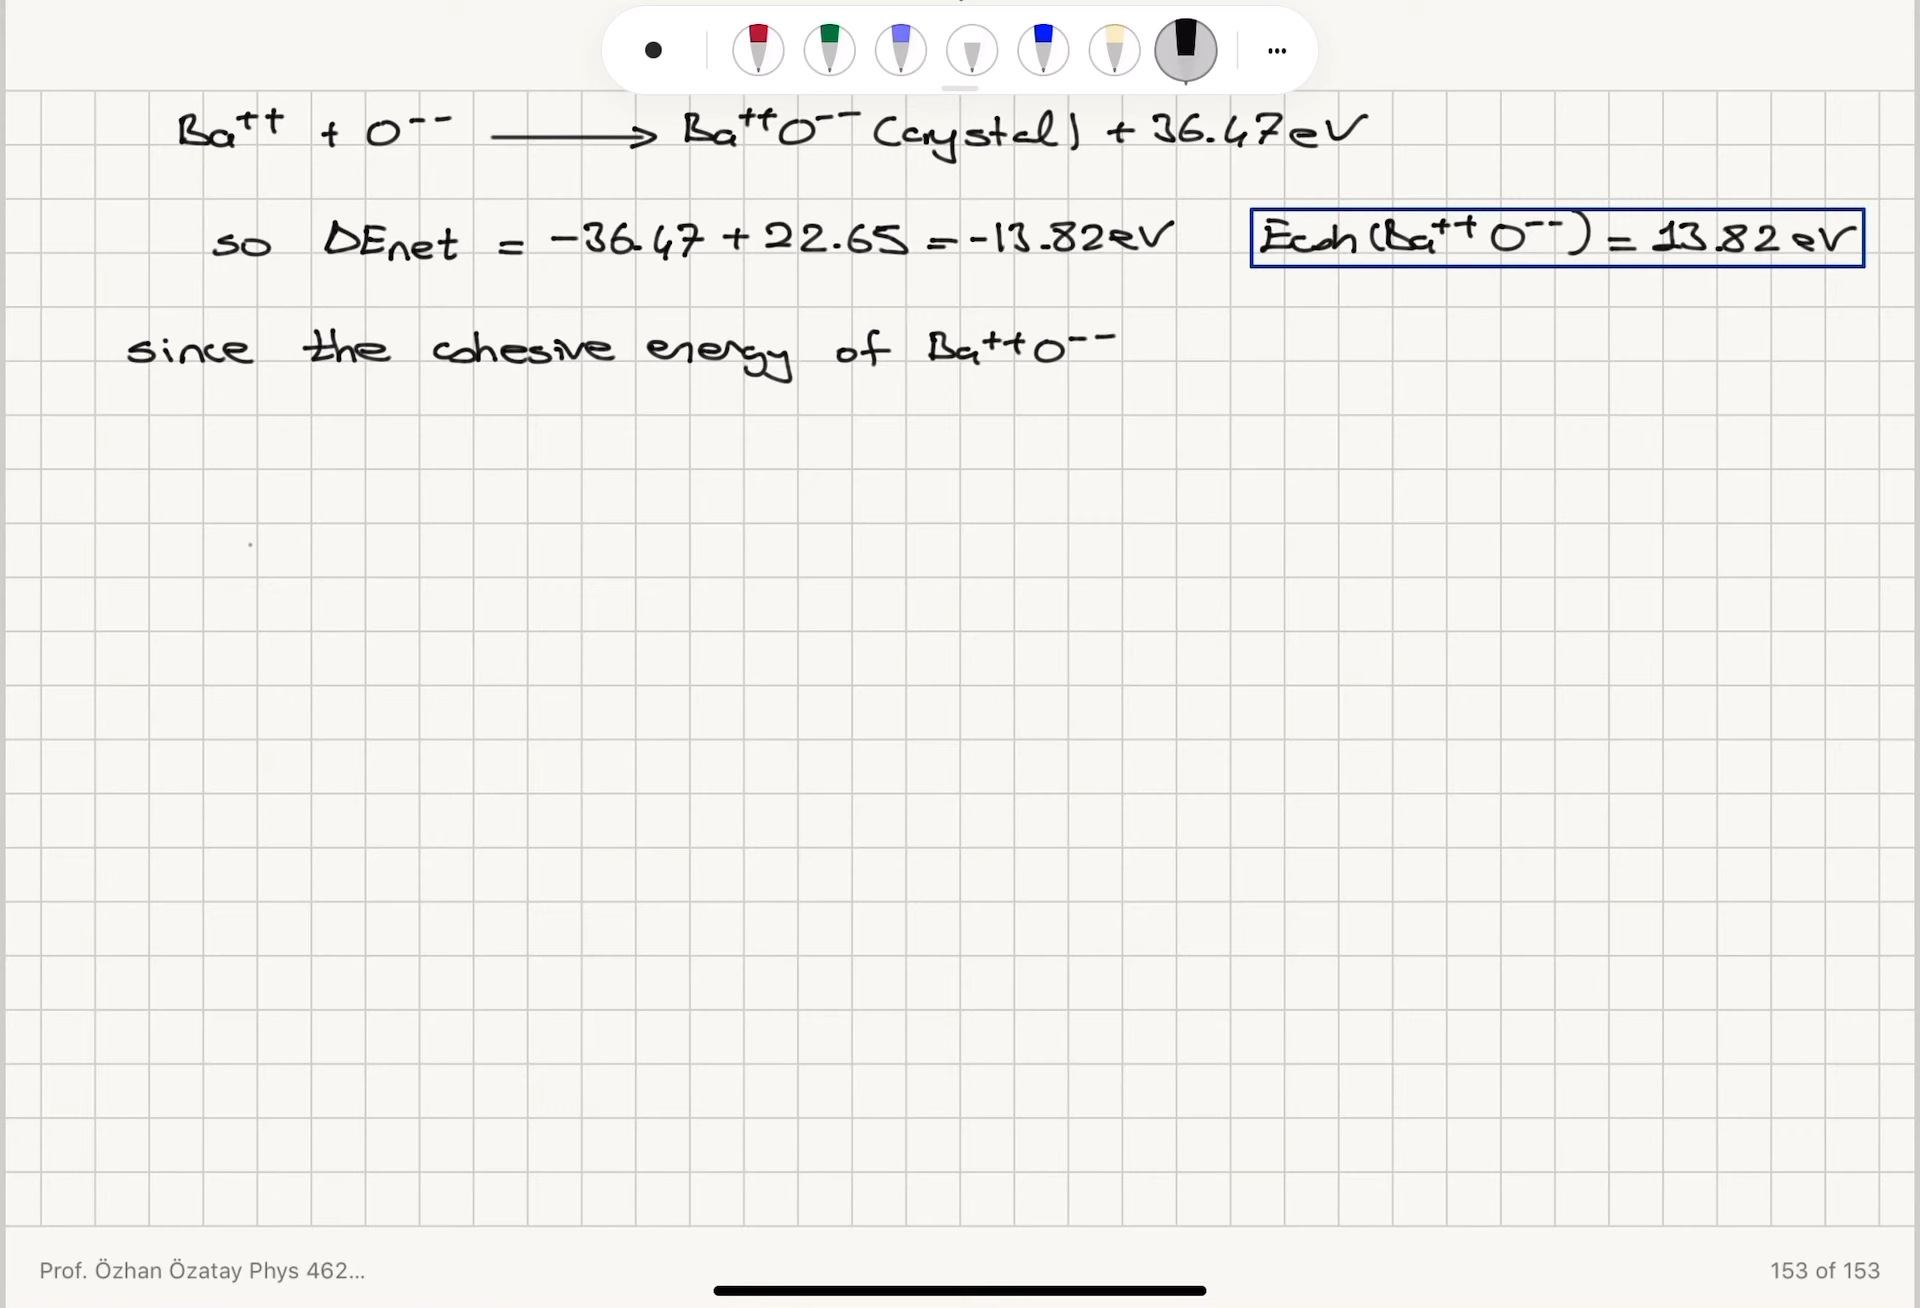 Ba⁺⁺ + O⁻⁻ ⟶ Ba⁺⁺O⁻⁻ (crystal) + 36.47eV
so ΔEnet = -36.47 + 22.65 = -13.82eV Ecoh (Ba⁺⁺O⁻⁻) = 13.82 eV
since the cohesive energy of Ba⁺⁺O⁻⁻
Prof. Özhan Özatay Phys 462... 153 of 153